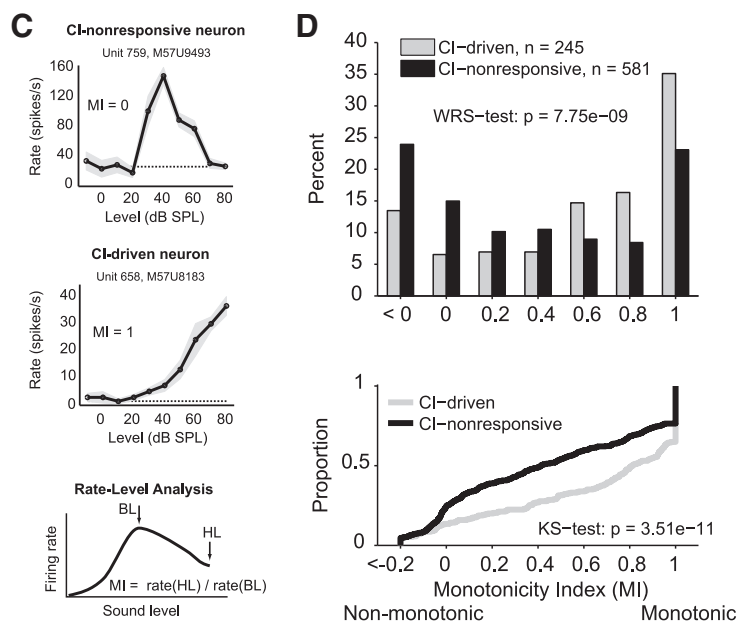 C
CI-nonresponsive neuron
Unit 759, M57U9493
160
120
80
40
0
MI = 0
Rate (spikes/s)
0 20 40 60 80
Level (dB SPL)
CI-driven neuron
Unit 658, M57U8183
40
30
20
10
0
MI = 1
Rate (spikes/s)
0 20 40 60 80
Level (dB SPL)
Rate-Level Analysis
BL
HL
Firing rate
MI = rate(HL) / rate(BL)
Sound level
D
40
35
30
25
20
15
10
5
0
Percent
CI−driven, n = 245
CI−nonresponsive, n = 581
WRS−test: p = 7.75e−09
< 0 0 0.2 0.4 0.6 0.8 1
1
0.5
0
Proportion
CI−driven
CI−nonresponsive
KS−test: p = 3.51e−11
<-0.2 0 0.2 0.4 0.6 0.8 1
Monotonicity Index (MI)
Non-monotonic Monotonic